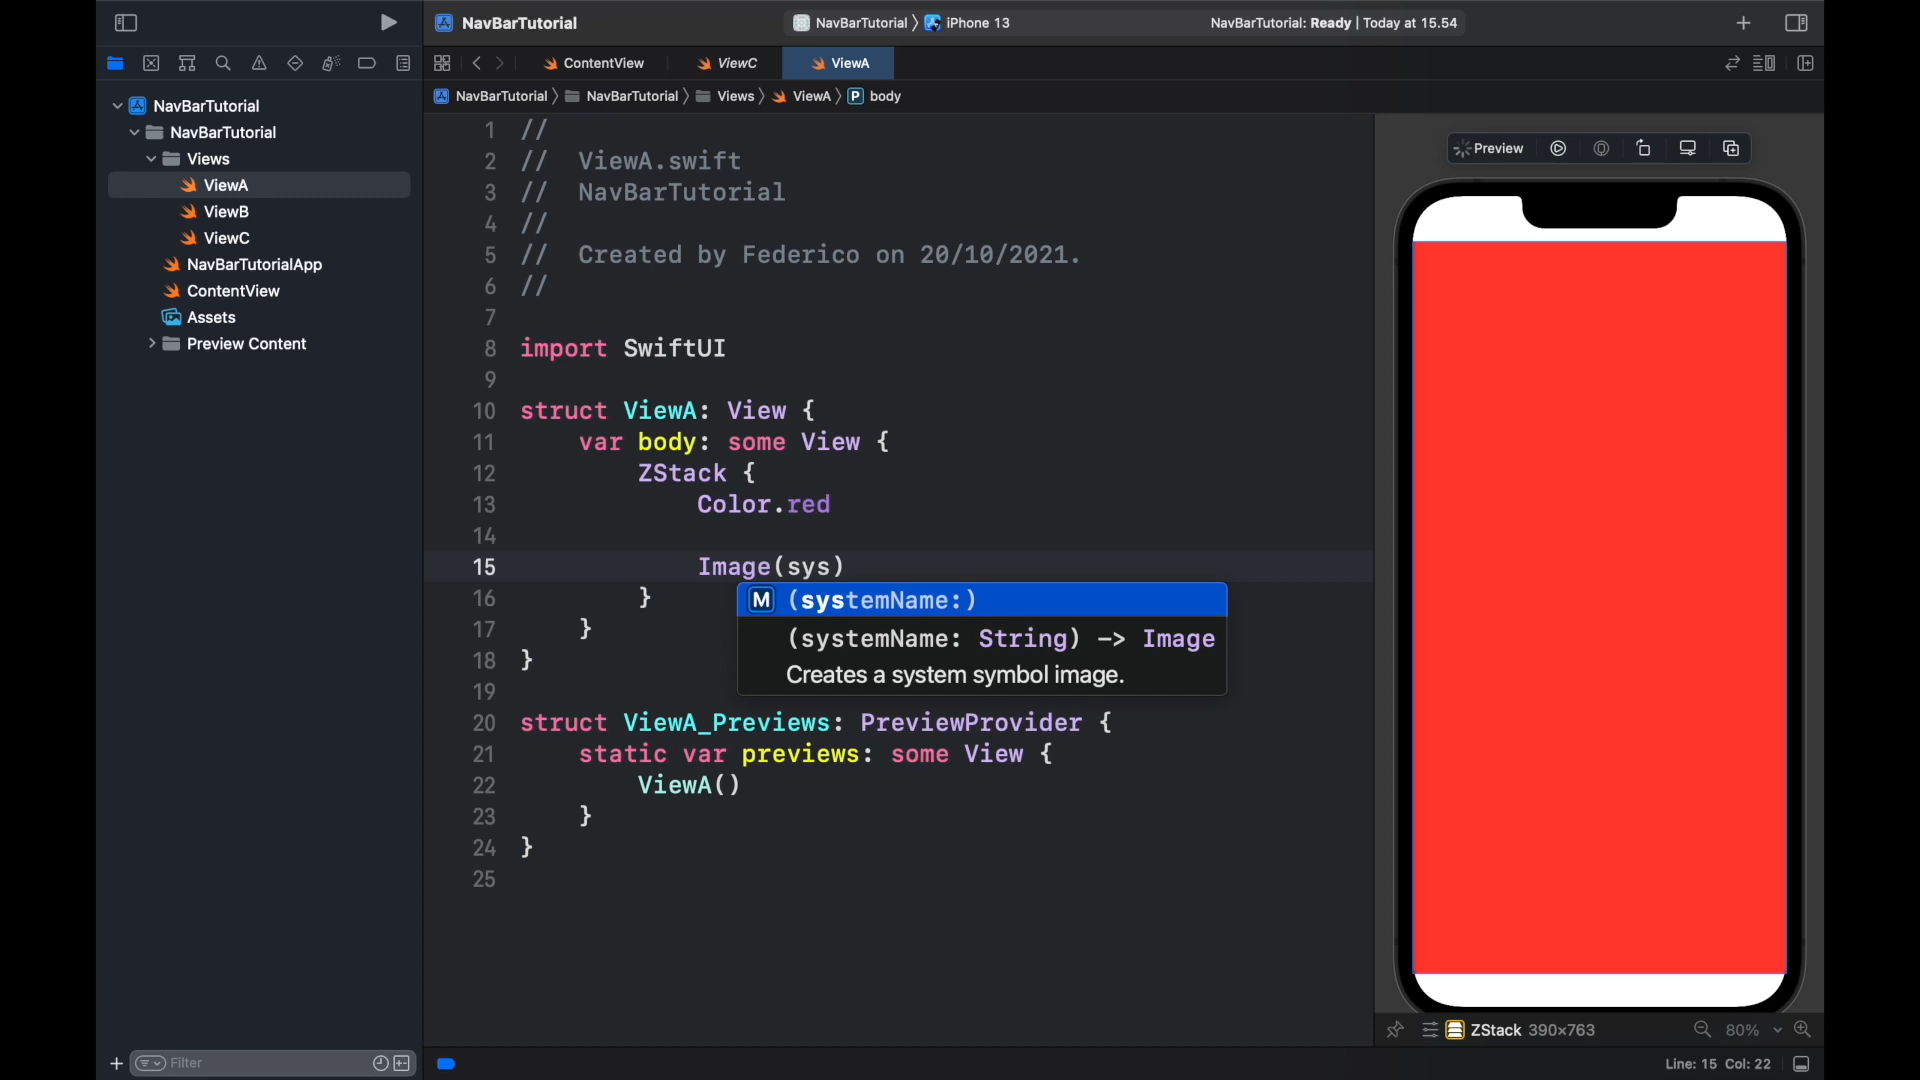 NavBarTutorial
NavBarTutorial
iPhone 13
NavBarTutorial: Ready | Today at 15.54
ContentView
ViewC
ViewA
NavBarTutorial
NavBarTutorial
Views
ViewA
P
body
NavBarTutorial
NavBarTutorial
Views
ViewA
ViewB
ViewC
NavBarTutorialApp
ContentView
Assets
Preview Content
1 //
2 //  ViewA.swift
3 //  NavBarTutorial
4 //
5 //  Created by Federico on 20/10/2021.
6 //
7
8 import SwiftUI
9
10 struct ViewA: View {
11     var body: some View {
12         ZStack {
13             Color.red
14
15             Image(sys)
16         }
17     }
18 }
19
20 struct ViewA_Previews: PreviewProvider {
21     static var previews: some View {
22         ViewA()
23     }
24 }
25
M (systemName:)
(systemName: String) -> Image
Creates a system symbol image.
Preview
ZStack 390×763
80%
Filter
Line: 15 Col: 22